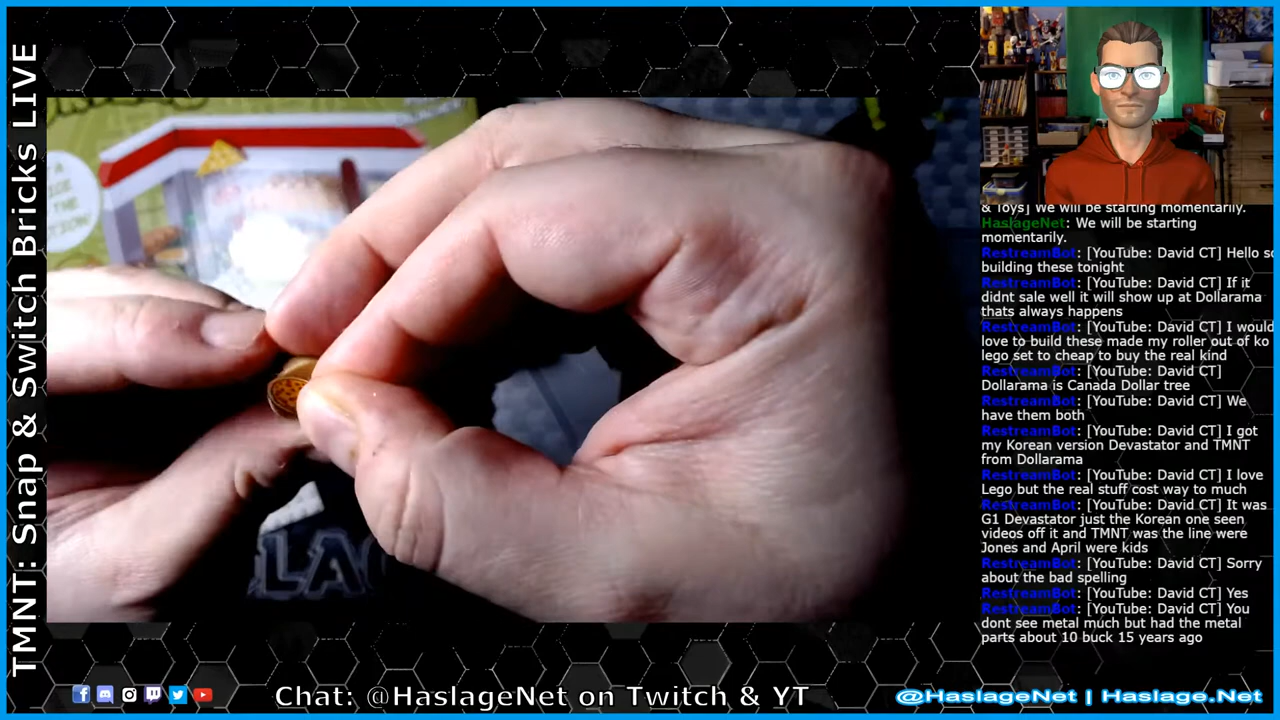 TMNT: Snap & Switch Bricks LIVE
& Toys] We will be starting momentarily.
HaslageNet: We will be starting
momentarily.
RestreamBot: [YouTube: David CT] Hello so
building these tonight
RestreamBot: [YouTube: David CT] If it
didnt sale well it will show up at Dollarama
thats always happens
RestreamBot: [YouTube: David CT] I would
love to build these made my roller out of ko
lego set to cheap to buy the real kind
RestreamBot: [YouTube: David CT]
Dollarama is Canada Dollar tree
RestreamBot: [YouTube: David CT] We
have them both
RestreamBot: [YouTube: David CT] I got
my Korean version Devastator and TMNT
from Dollarama
RestreamBot: [YouTube: David CT] I love
Lego but the real stuff cost way to much
RestreamBot: [YouTube: David CT] It was
G1 Devastator just the Korean one seen
videos off it and TMNT was the line were
Jones and April were kids
RestreamBot: [YouTube: David CT] Sorry
about the bad spelling
RestreamBot: [YouTube: David CT] Yes
RestreamBot: [YouTube: David CT] You
dont see metal much but had the metal
parts about 10 buck 15 years ago
LA
Chat: @HaslageNet on Twitch & YT
@HaslageNet | Haslage.Net